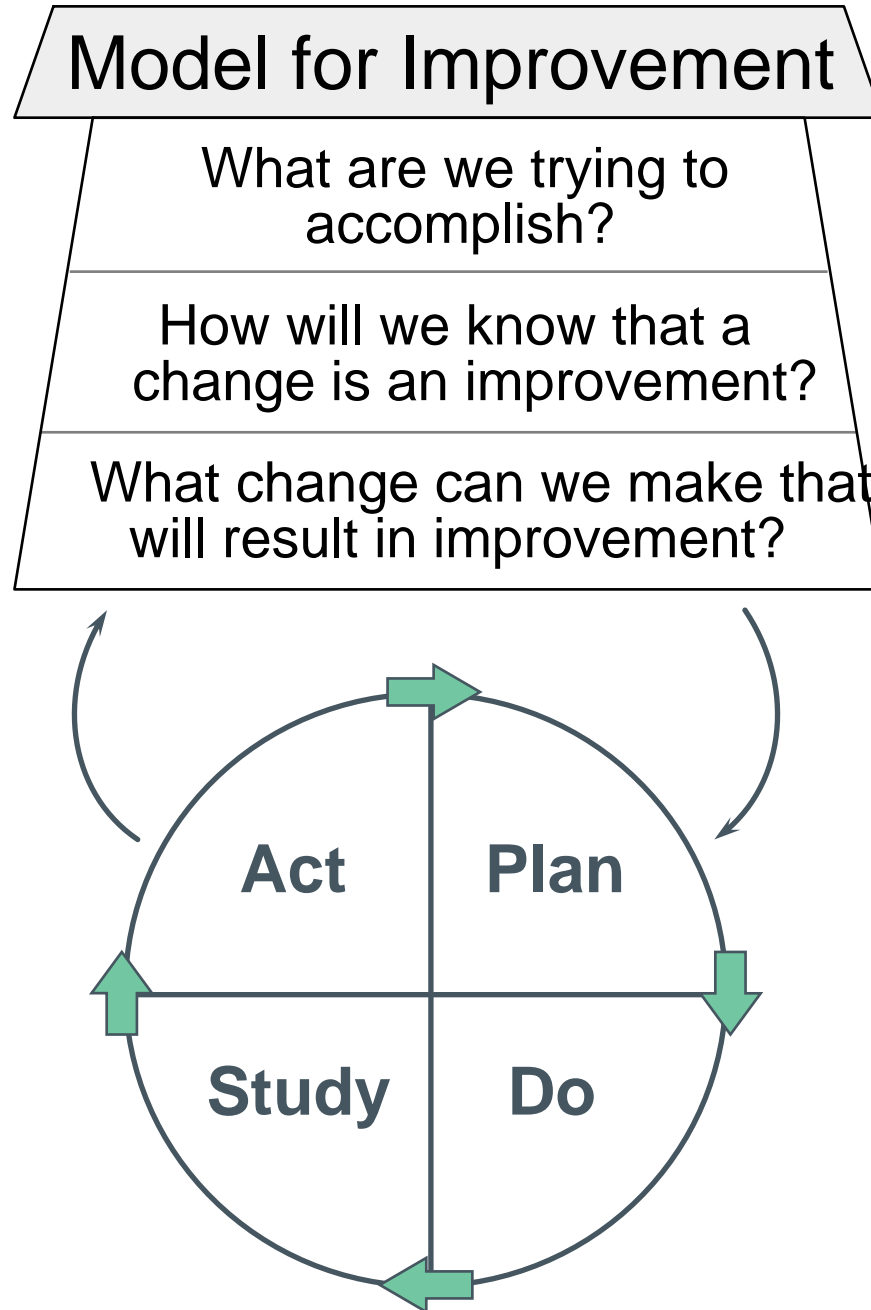 Model for Improvement
What are we trying to
accomplish?
How will we know that a
change is an improvement?
What change can we make that
will result in improvement?
Act
Plan
Study
Do